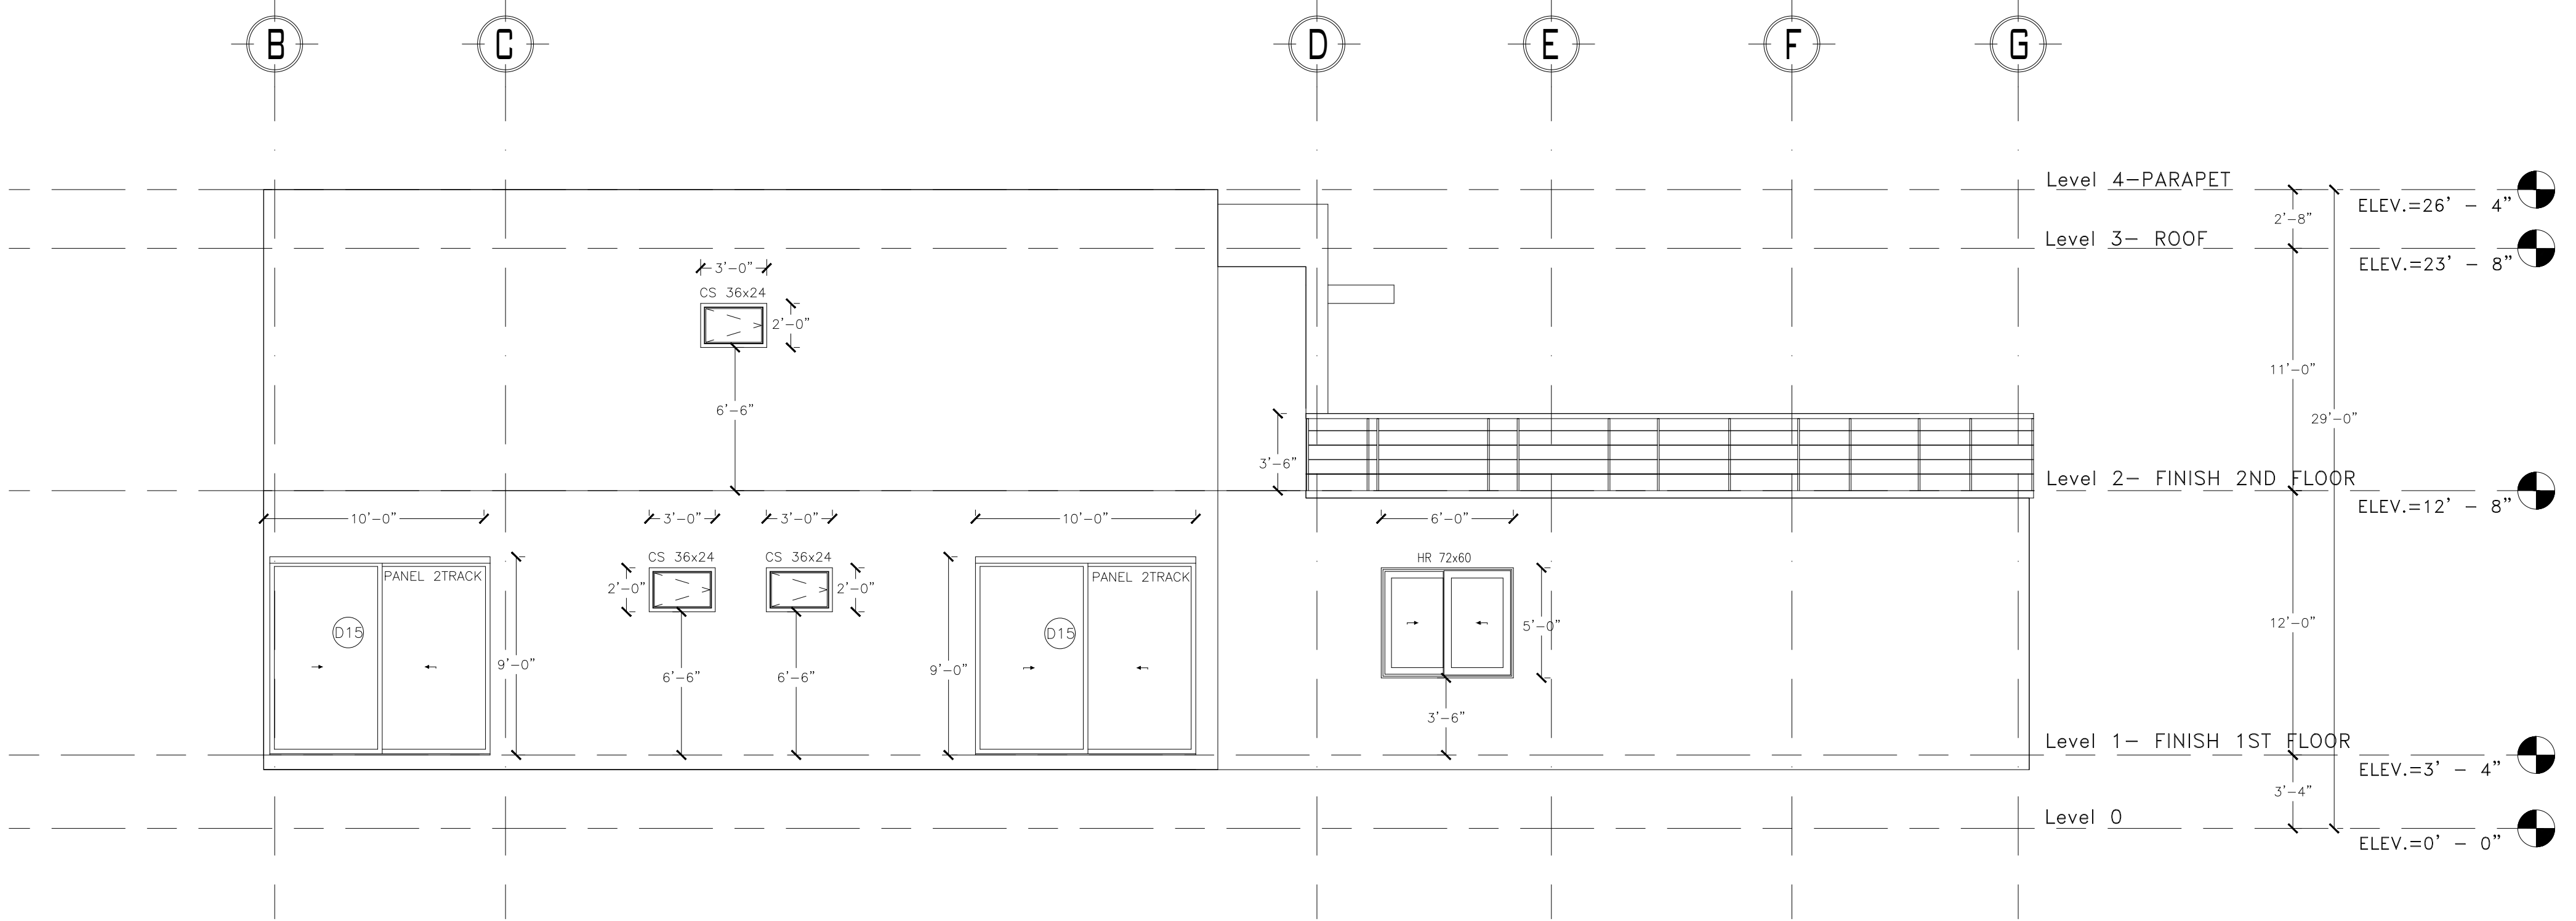 B C D E F G
Level 4-PARAPET
ELEV.=26' - 4"
2'-8"
Level 3- ROOF
ELEV.=23' - 8"
3'-0"
CS 36x24
2'-0"
11'-0"
6'-6"
29'-0"
3'-6"
Level 2- FINISH 2ND FLOOR
ELEV.=12' - 8"
10'-0" 3'-0" 3'-0" 10'-0" 6'-0"
CS 36x24 CS 36x24 HR 72x60
PANEL 2TRACK PANEL 2TRACK
2'-0" 2'-0"
12'-0"
D15 D15 5'-0"
9'-0" 6'-6" 6'-6" 9'-0"
3'-6"
Level 1- FINISH 1ST FLOOR
ELEV.=3' - 4"
3'-4"
Level 0
ELEV.=0' - 0"